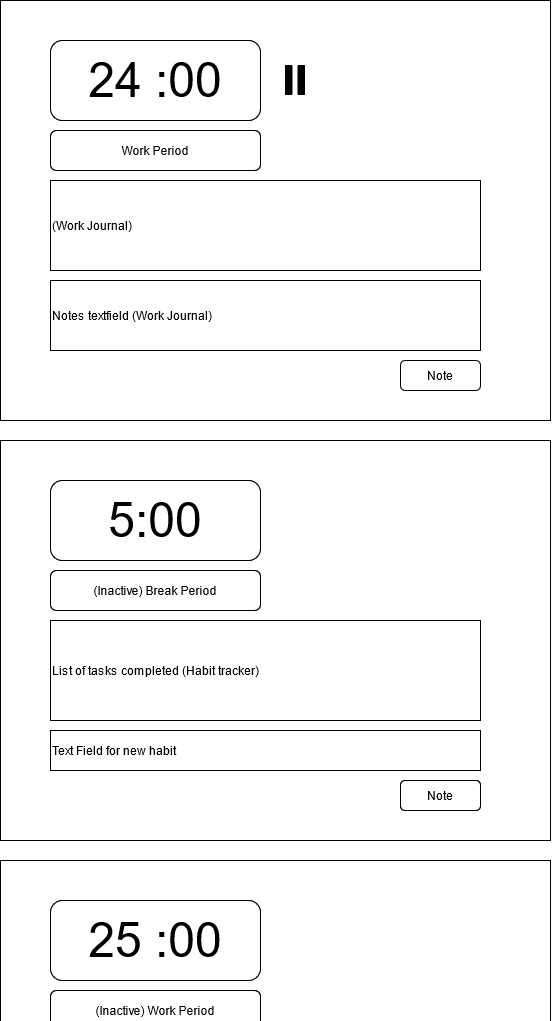 24 :00
Work Period
(Work Journal)
Notes textfield (Work Journal)
Note
5:00
(Inactive) Break Period
List of tasks completed (Habit tracker)
Text Field for new habit
Note
25 :00
(Inactive) Work Period